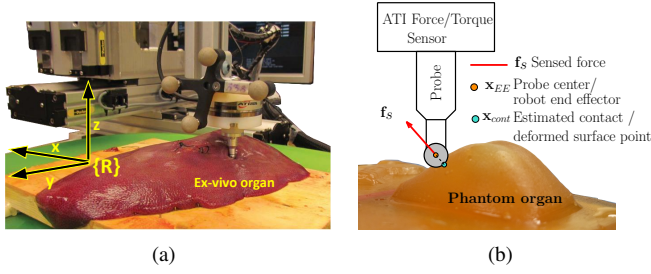 z
x
{R}
y
Ex-vivo organ
(a)
ATI Force/Torque
Sensor
Probe
f_S Sensed force
x_EE Probe center/
robot end effector
x_cont Estimated contact /
deformed surface point
f_S
Phantom organ
(b)